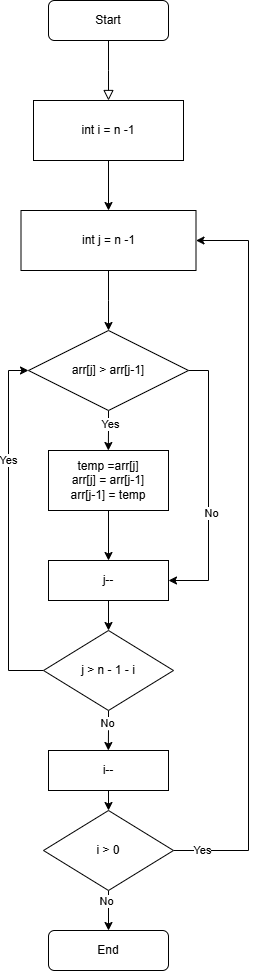 Start
int i = n -1
int j = n -1
arr[j] > arr[j-1]
Yes
Yes
temp =arr[j]
arr[j] = arr[j-1]
arr[j-1] = temp
No
j--
j > n - 1 - i
No
i--
i > 0
Yes
No
End